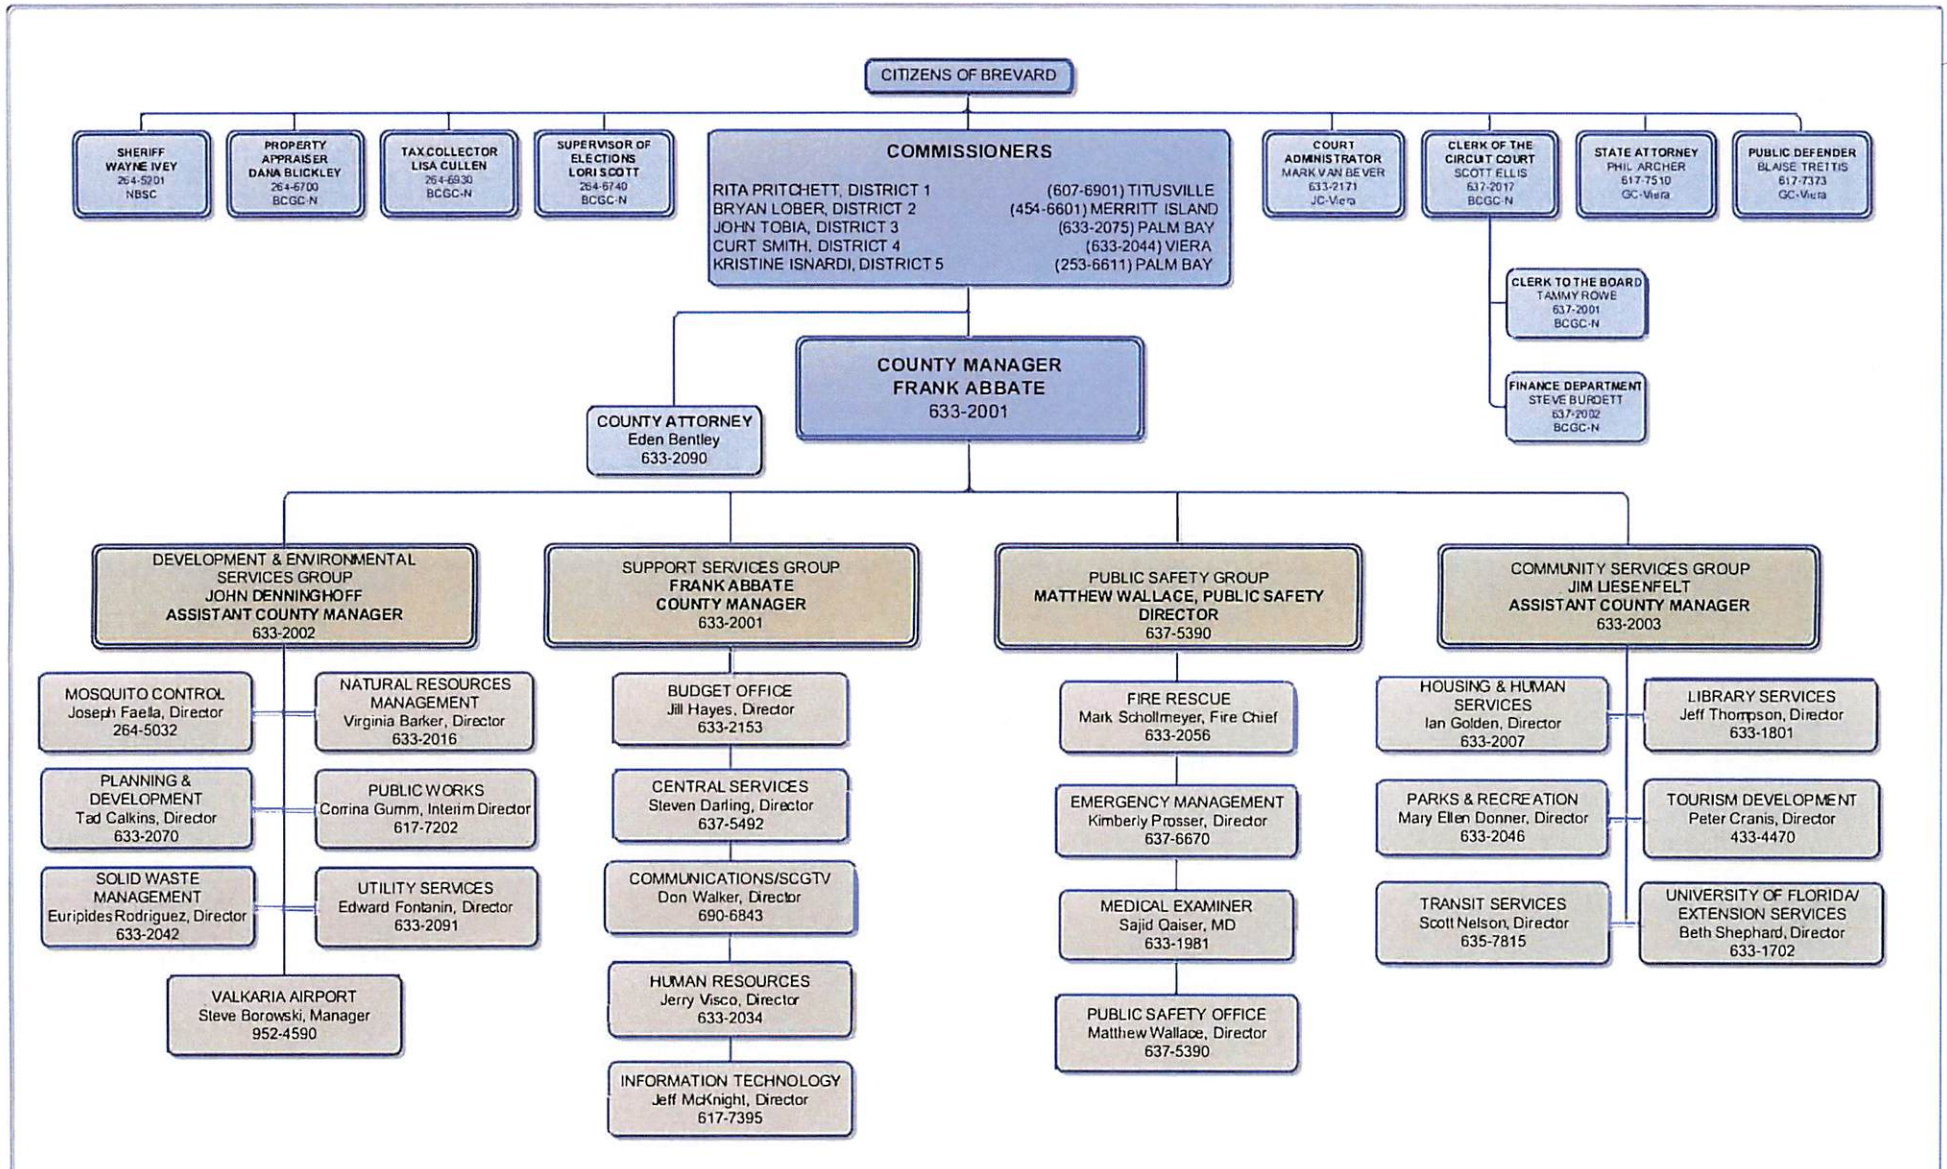 CITIZENS OF BREVARD
SHERIFF
WAYNE IVEY
264-5201
NBSC
PROPERTY
APPRAISER
DANA BLICKLEY
264-6700
BCGC-N
TAX COLLECTOR
LISA CULLEN
264-6930
BCGC-N
SUPERVISOR OF
ELECTIONS
LORI SCOTT
264-6740
BCGC-N
COMMISSIONERS
RITA PRITCHETT, DISTRICT 1 (607-6901) TITUSVILLE
BRYAN LOBER, DISTRICT 2 (454-6601) MERRITT ISLAND
JOHN TOBIA, DISTRICT 3 (633-2075) PALM BAY
CURT SMITH, DISTRICT 4 (633-2044) VIERA
KRISTINE ISNARDI, DISTRICT 5 (253-6611) PALM BAY
COURT
ADMINISTRATOR
MARK VAN BEVER
633-2171
JC-Viera
CLERK OF THE
CIRCUIT COURT
SCOTT ELLIS
637-2017
BCGC-N
STATE ATTORNEY
PHIL ARCHER
617-7510
GC-Viera
PUBLIC DEFENDER
BLAISE TRETTIS
617-7373
GC-Viera
CLERK TO THE BOARD
TAMMY ROWE
637-2001
BCGC-N
FINANCE DEPARTMENT
STEVE BURDETT
637-2002
BCGC-N
COUNTY MANAGER
FRANK ABBATE
633-2001
COUNTY ATTORNEY
Eden Bentley
633-2090
DEVELOPMENT & ENVIRONMENTAL
SERVICES GROUP
JOHN DENNINGHOFF
ASSISTANT COUNTY MANAGER
633-2002
SUPPORT SERVICES GROUP
FRANK ABBATE
COUNTY MANAGER
633-2001
PUBLIC SAFETY GROUP
MATTHEW WALLACE, PUBLIC SAFETY
DIRECTOR
637-5390
COMMUNITY SERVICES GROUP
JIM LIESENFELT
ASSISTANT COUNTY MANAGER
633-2003
MOSQUITO CONTROL
Joseph Faella, Director
264-5032
NATURAL RESOURCES
MANAGEMENT
Virginia Barker, Director
633-2016
PLANNING &
DEVELOPMENT
Tad Calkins, Director
633-2070
PUBLIC WORKS
Corrina Gumm, Interim Director
617-7202
SOLID WASTE
MANAGEMENT
Euripides Rodriguez, Director
633-2042
UTILITY SERVICES
Edward Fontanin, Director
633-2091
VALKARIA AIRPORT
Steve Borowski, Manager
952-4590
BUDGET OFFICE
Jill Hayes, Director
633-2153
CENTRAL SERVICES
Steven Darling, Director
637-5492
COMMUNICATIONS/SCGTV
Don Walker, Director
690-6843
HUMAN RESOURCES
Jerry Visco, Director
633-2034
INFORMATION TECHNOLOGY
Jeff McKnight, Director
617-7395
FIRE RESCUE
Mark Schollmeyer, Fire Chief
633-2056
EMERGENCY MANAGEMENT
Kimberly Prosser, Director
637-6670
MEDICAL EXAMINER
Sajid Qaiser, MD
633-1981
PUBLIC SAFETY OFFICE
Matthew Wallace, Director
637-5390
HOUSING & HUMAN
SERVICES
Ian Golden, Director
633-2007
LIBRARY SERVICES
Jeff Thompson, Director
633-1801
PARKS & RECREATION
Mary Ellen Donner, Director
633-2046
TOURISM DEVELOPMENT
Peter Cranis, Director
433-4470
TRANSIT SERVICES
Scott Nelson, Director
635-7815
UNIVERSITY OF FLORIDA/
EXTENSION SERVICES
Beth Shephard, Director
633-1702